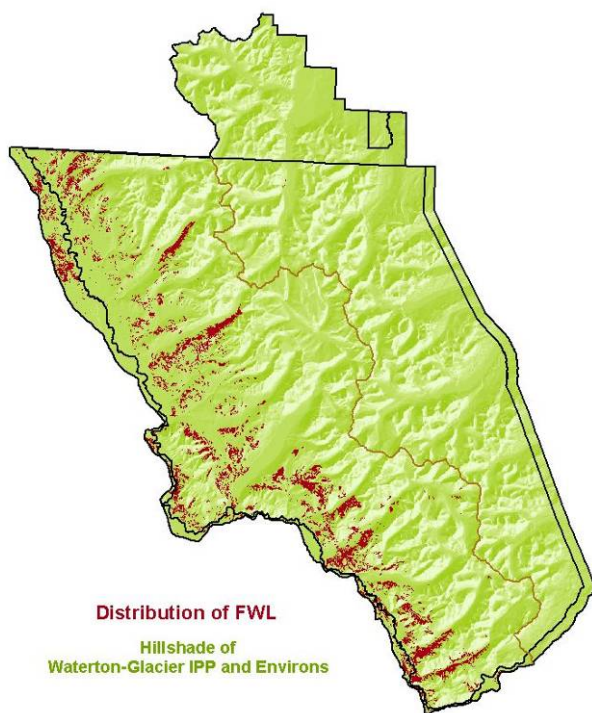 Distribution of FWL
Hillshade of
Waterton-Glacier IPP and Environs